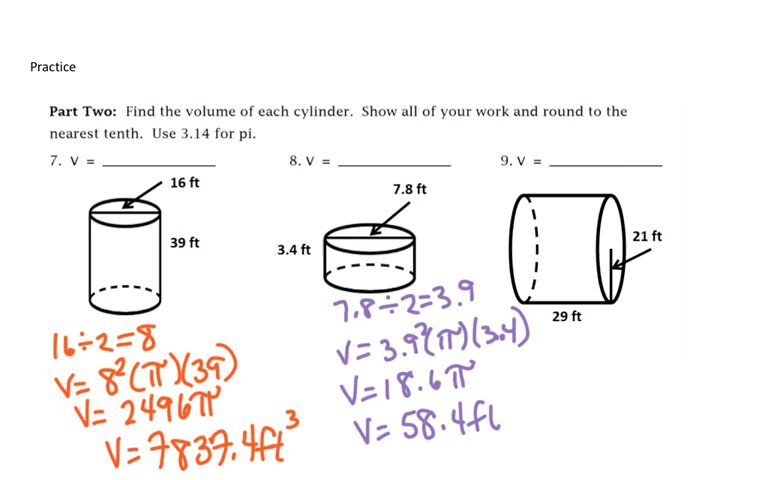 Practice
Part Two: Find the volume of each cylinder. Show all of your work and round to the
nearest tenth. Use 3.14 for pi.
7. V = ____________ 8. V = ____________ 9. V = ____________
16 ft
7.8 ft
39 ft
3.4 ft
21 ft
29 ft
16÷2=8
V= 8²(π)(39)
V= 2496π
V=7837.4ft³
7.8÷2=3.9
V=3.9²(π)(3.4)
V=18.6π
V=58.4ft